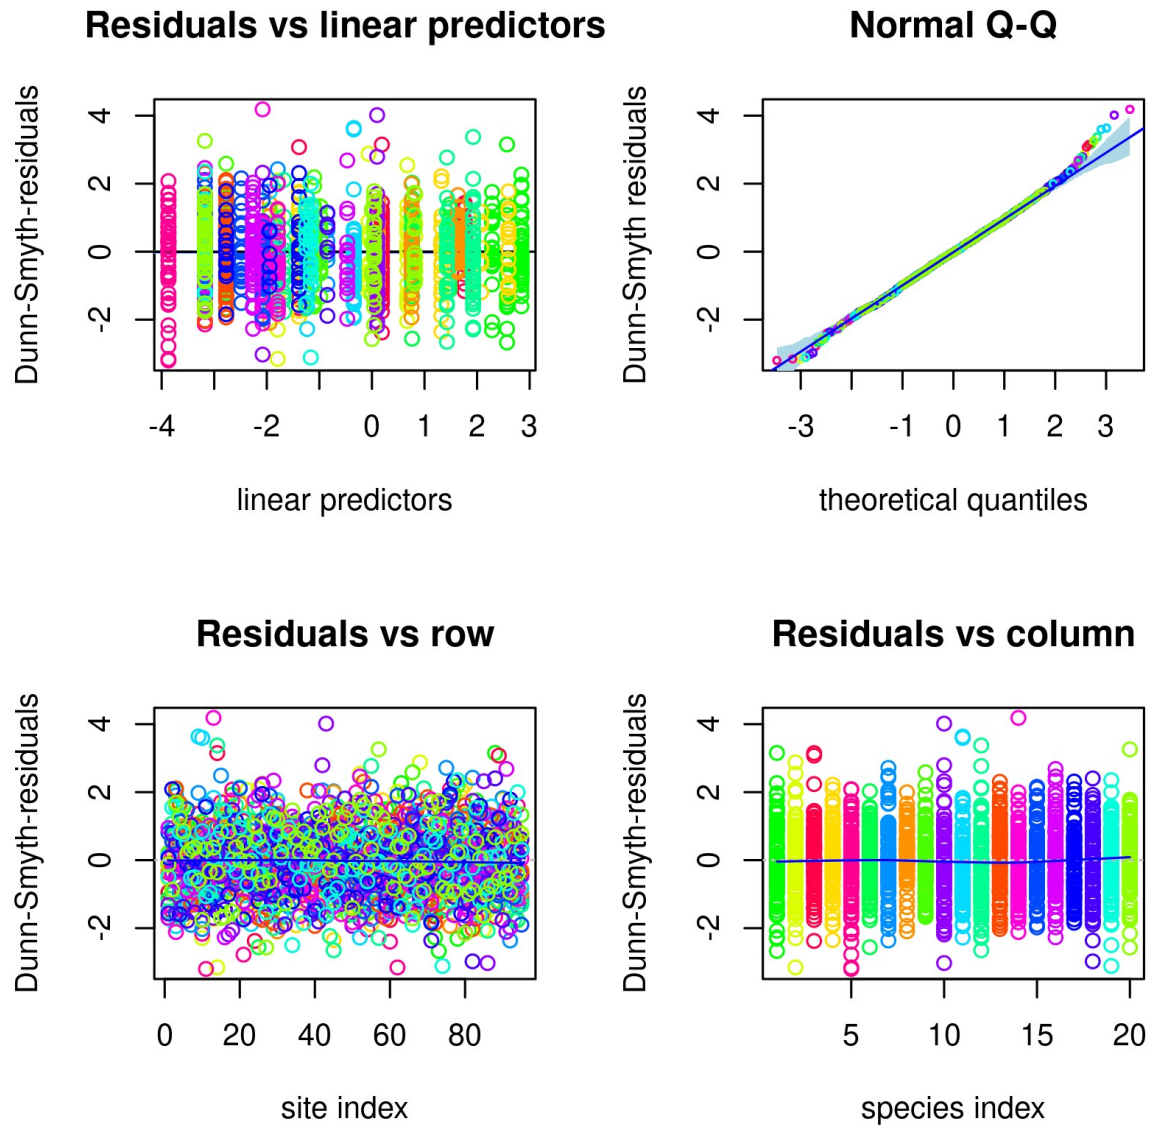 Residuals vs linear predictors
Dunn-Smyth-residuals
4
2
0
-2
-4 -2 0 1 2 3
linear predictors
Normal Q-Q
Dunn-Smyth residuals
4
2
0
-2
-3 -1 0 1 2 3
theoretical quantiles
Residuals vs row
Dunn-Smyth-residuals
4
2
0
-2
0 20 40 60 80
site index
Residuals vs column
Dunn-Smyth-residuals
4
2
0
-2
5 10 15 20
species index